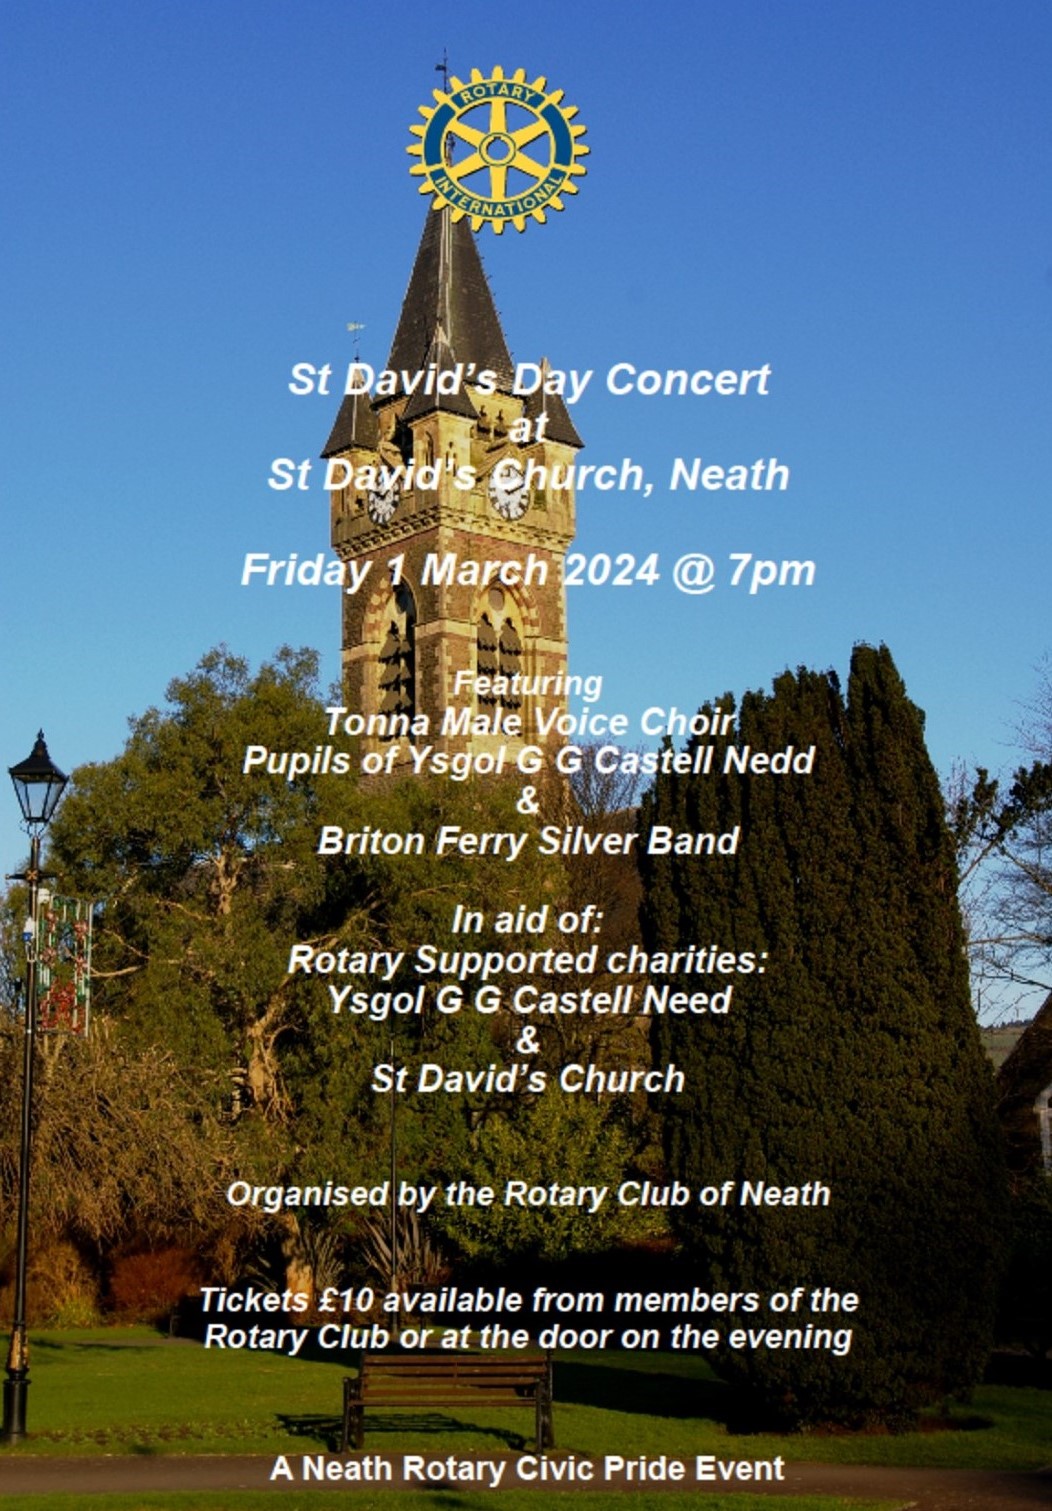 ROTARY
INTERNATIONAL
St David’s Day Concert
at
St David’s Church, Neath
Friday 1 March 2024 @ 7pm
Featuring
Tonna Male Voice Choir
Pupils of Ysgol G G Castell Nedd
&
Briton Ferry Silver Band
In aid of:
Rotary Supported charities:
Ysgol G G Castell Need
&
St David’s Church
Organised by the Rotary Club of Neath
Tickets £10 available from members of the
Rotary Club or at the door on the evening
A Neath Rotary Civic Pride Event